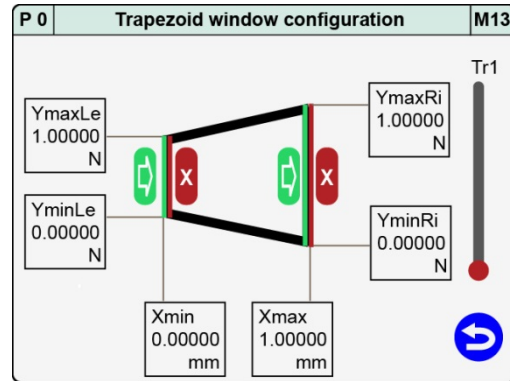 P 0 Trapezoid window configuration M13
Tr1
YmaxLe
1.00000
N
YmaxRi
1.00000
N
X X
YminLe
0.00000
N
YminRi
0.00000
N
Xmin
0.00000
mm
Xmax
1.00000
mm